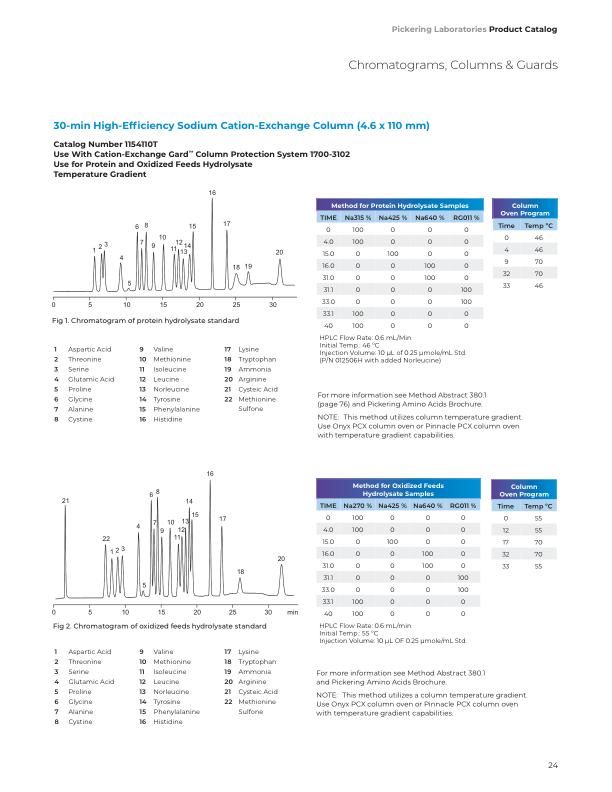 Pickering Laboratories Product Catalog
Chromatograms, Columns & Guards
30-min High-Efficiency Sodium Cation-Exchange Column (4.6 x 110 mm)
Catalog Number 1154110T
Use With Cation-Exchange Gard™ Column Protection System 1700-3102
Use for Protein and Oxidized Feeds Hydrolysate
Temperature Gradient
1 2 3 4 5 6 7 8 9 10 11 12 13 14 15 16 17 18 19 20
0 5 10 15 20 25 30
Fig 1. Chromatogram of protein hydrolysate standard
Method for Protein Hydrolysate Samples
TIME Na315 % Na425 % Na640 % RG011 %
0 100 0 0 0
4.0 100 0 0 0
15.0 0 100 0 0
16.0 0 0 100 0
31.0 0 0 100 0
31.1 0 0 0 100
33.0 0 0 0 100
33.1 100 0 0 0
40 100 0 0 0
Column
Oven Program
Time Temp °C
0 46
4 46
9 70
32 70
33 46
HPLC Flow Rate: 0.6 mL/Min
Initial Temp.: 46 °C
Injection Volume: 10 µL of 0.25 µmole/mL Std.
(P/N 012506H with added Norleucine)
1 Aspartic Acid 9 Valine 17 Lysine
2 Threonine 10 Methionine 18 Tryptophan
3 Serine 11 Isoleucine 19 Ammonia
4 Glutamic Acid 12 Leucine 20 Arginine
5 Proline 13 Norleucine 21 Cysteic Acid
6 Glycine 14 Tyrosine 22 Methionine
7 Alanine 15 Phenylalanine Sulfone
8 Cystine 16 Histidine
For more information see Method Abstract 380.1
(page 76) and Pickering Amino Acids Brochure.
NOTE: This method utilizes column temperature gradient.
Use Onyx PCX column oven or Pinnacle PCX column oven
with temperature gradient capabilities.
21 22 1 2 3 4 5 6 7 8 9 10 11 12 13 14 15 16 17 18 20
0 5 10 15 20 25 30 min
Fig 2. Chromatogram of oxidized feeds hydrolysate standard
Method for Oxidized Feeds
Hydrolysate Samples
TIME Na270 % Na425 % Na640 % RG011 %
0 100 0 0 0
4.0 100 0 0 0
15.0 0 100 0 0
16.0 0 0 100 0
31.0 0 0 100 0
31.1 0 0 0 100
33.0 0 0 0 100
33.1 100 0 0 0
40 100 0 0 0
Column
Oven Program
Time Temp °C
0 55
12 55
17 70
32 70
33 55
HPLC Flow Rate: 0.6 mL/min
Initial Temp.: 55 °C
Injection Volume: 10 µL OF 0.25 µmole/mL Std.
1 Aspartic Acid 9 Valine 17 Lysine
2 Threonine 10 Methionine 18 Tryptophan
3 Serine 11 Isoleucine 19 Ammonia
4 Glutamic Acid 12 Leucine 20 Arginine
5 Proline 13 Norleucine 21 Cysteic Acid
6 Glycine 14 Tyrosine 22 Methionine
7 Alanine 15 Phenylalanine Sulfone
8 Cystine 16 Histidine
For more information see Method Abstract 380.1
and Pickering Amino Acids Brochure.
NOTE: This method utilizes a column temperature gradient.
Use Onyx PCX column oven or Pinnacle PCX column oven
with temperature gradient capabilities.
24